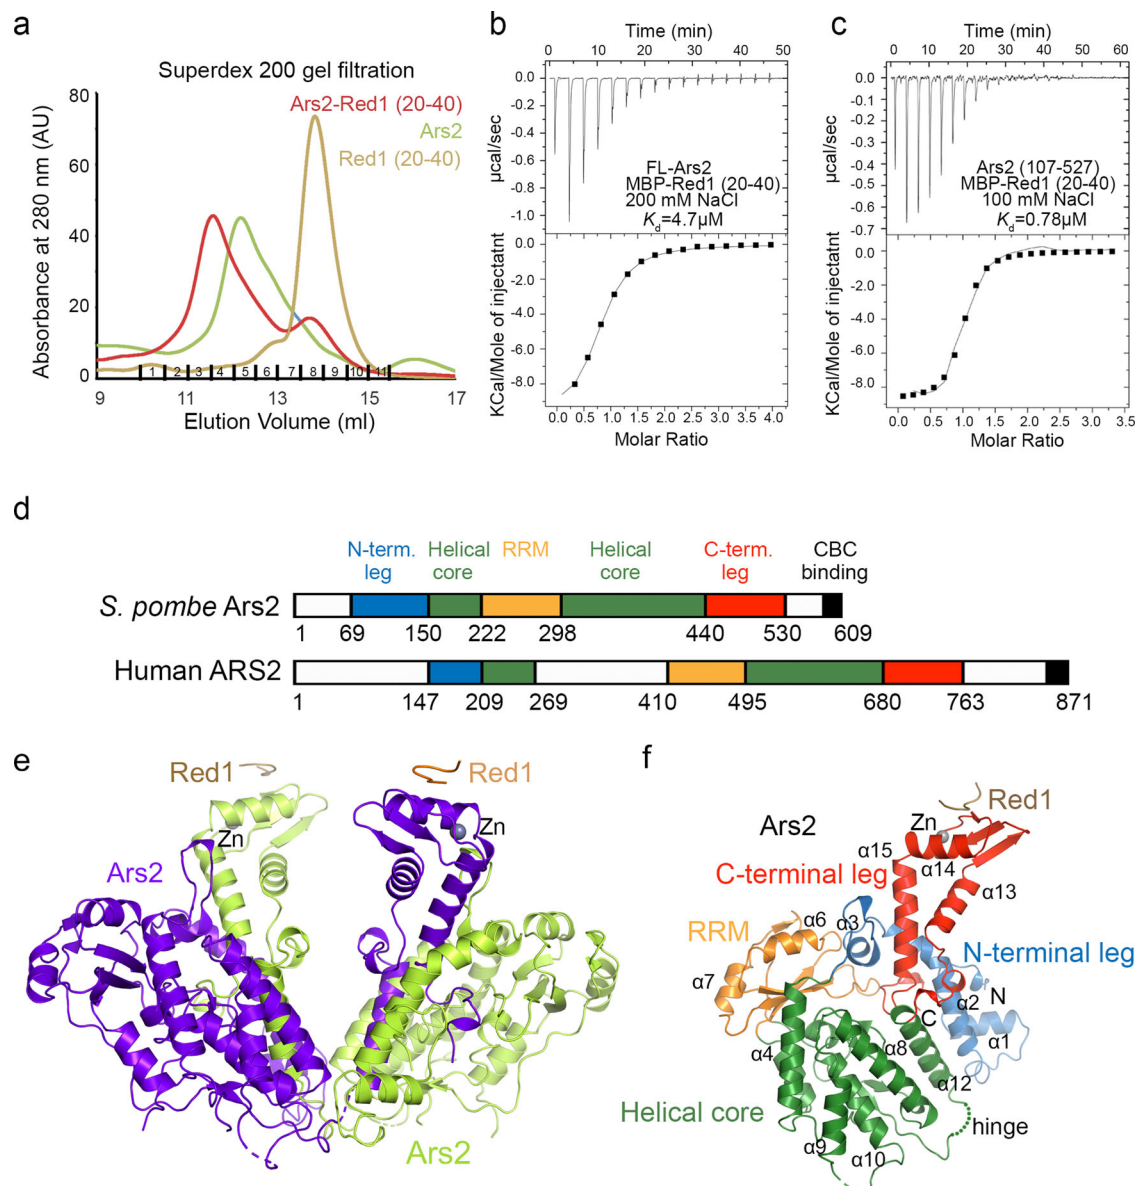 a
Superdex 200 gel filtration
Ars2-Red1 (20-40)
Ars2
Red1 (20-40)
Absorbance at 280 nm (AU)
80
60
40
20
0
1 2 3 4 5 6 7 8 9 10 11
9 11 13 15 17
Elution Volume (ml)
b
Time (min)
0 10 20 30 40 50
0.0
-0.2
-0.4
-0.6
-0.8
-1.0
µcal/sec
FL-Ars2
MBP-Red1 (20-40)
200 mM NaCl
Kd=4.7µM
0.0
-2.0
-4.0
-6.0
-8.0
KCal/Mole of injectatnt
0.0 0.5 1.0 1.5 2.0 2.5 3.0 3.5 4.0
Molar Ratio
c
Time (min)
0 10 20 30 40 50 60
0.0
-0.1
-0.2
-0.3
-0.4
-0.5
-0.6
-0.7
µcal/sec
Ars2 (107-527)
MBP-Red1 (20-40)
100 mM NaCl
Kd=0.78µM
0.0
-2.0
-4.0
-6.0
-8.0
KCal/Mole of injectatnt
0.0 0.5 1.0 1.5 2.0 2.5 3.0 3.5
Molar Ratio
d
N-term. leg
Helical core
RRM
Helical core
C-term. leg
CBC binding
S. pombe Ars2
1 69 150 222 298 440 530 609
Human ARS2
1 147 209 269 410 495 680 763 871
e
Red1
Red1
Zn
Zn
Ars2
Ars2
f
Red1
Ars2
Zn
α15
α14
C-terminal leg
α13
α6
α3
RRM
N-terminal leg
α7
N
α2
C
α1
α4
α8
α12
Helical core
hinge
α9
α10